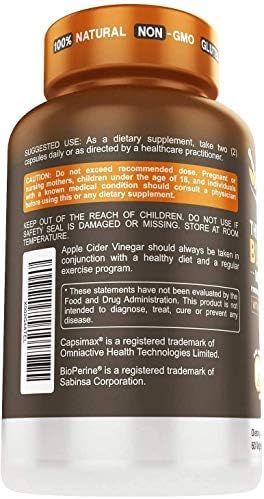 100% NATURAL NON-GMO GLUTE
SUGGESTED USE: As a dietary supplement, take two (2)
capsules daily or as directed by a healthcare practitioner.
CAUTION: Do not exceed recommended dose. Pregnant or
nursing mothers, children under the age of 18, and individuals
with a known medical condition should consult a physician
before using this or any dietary supplement.
KEEP OUT OF THE REACH OF CHILDREN. DO NOT USE IF
SAFETY SEAL IS DAMAGED OR MISSING. STORE AT ROOM
TEMPERATURE.
Apple Cider Vinegar should always be taken in
conjunction with a healthy diet and a regular
exercise program.
* These statements have not been evaluated by the
Food and Drug Administration. This product is not
intended to diagnose, treat, cure or prevent any
disease.
Capsimax® is a registered trademark of
Omniactive Health Technologies Limited.
BioPerine® is a registered trademark of
Sabinsa Corporation.